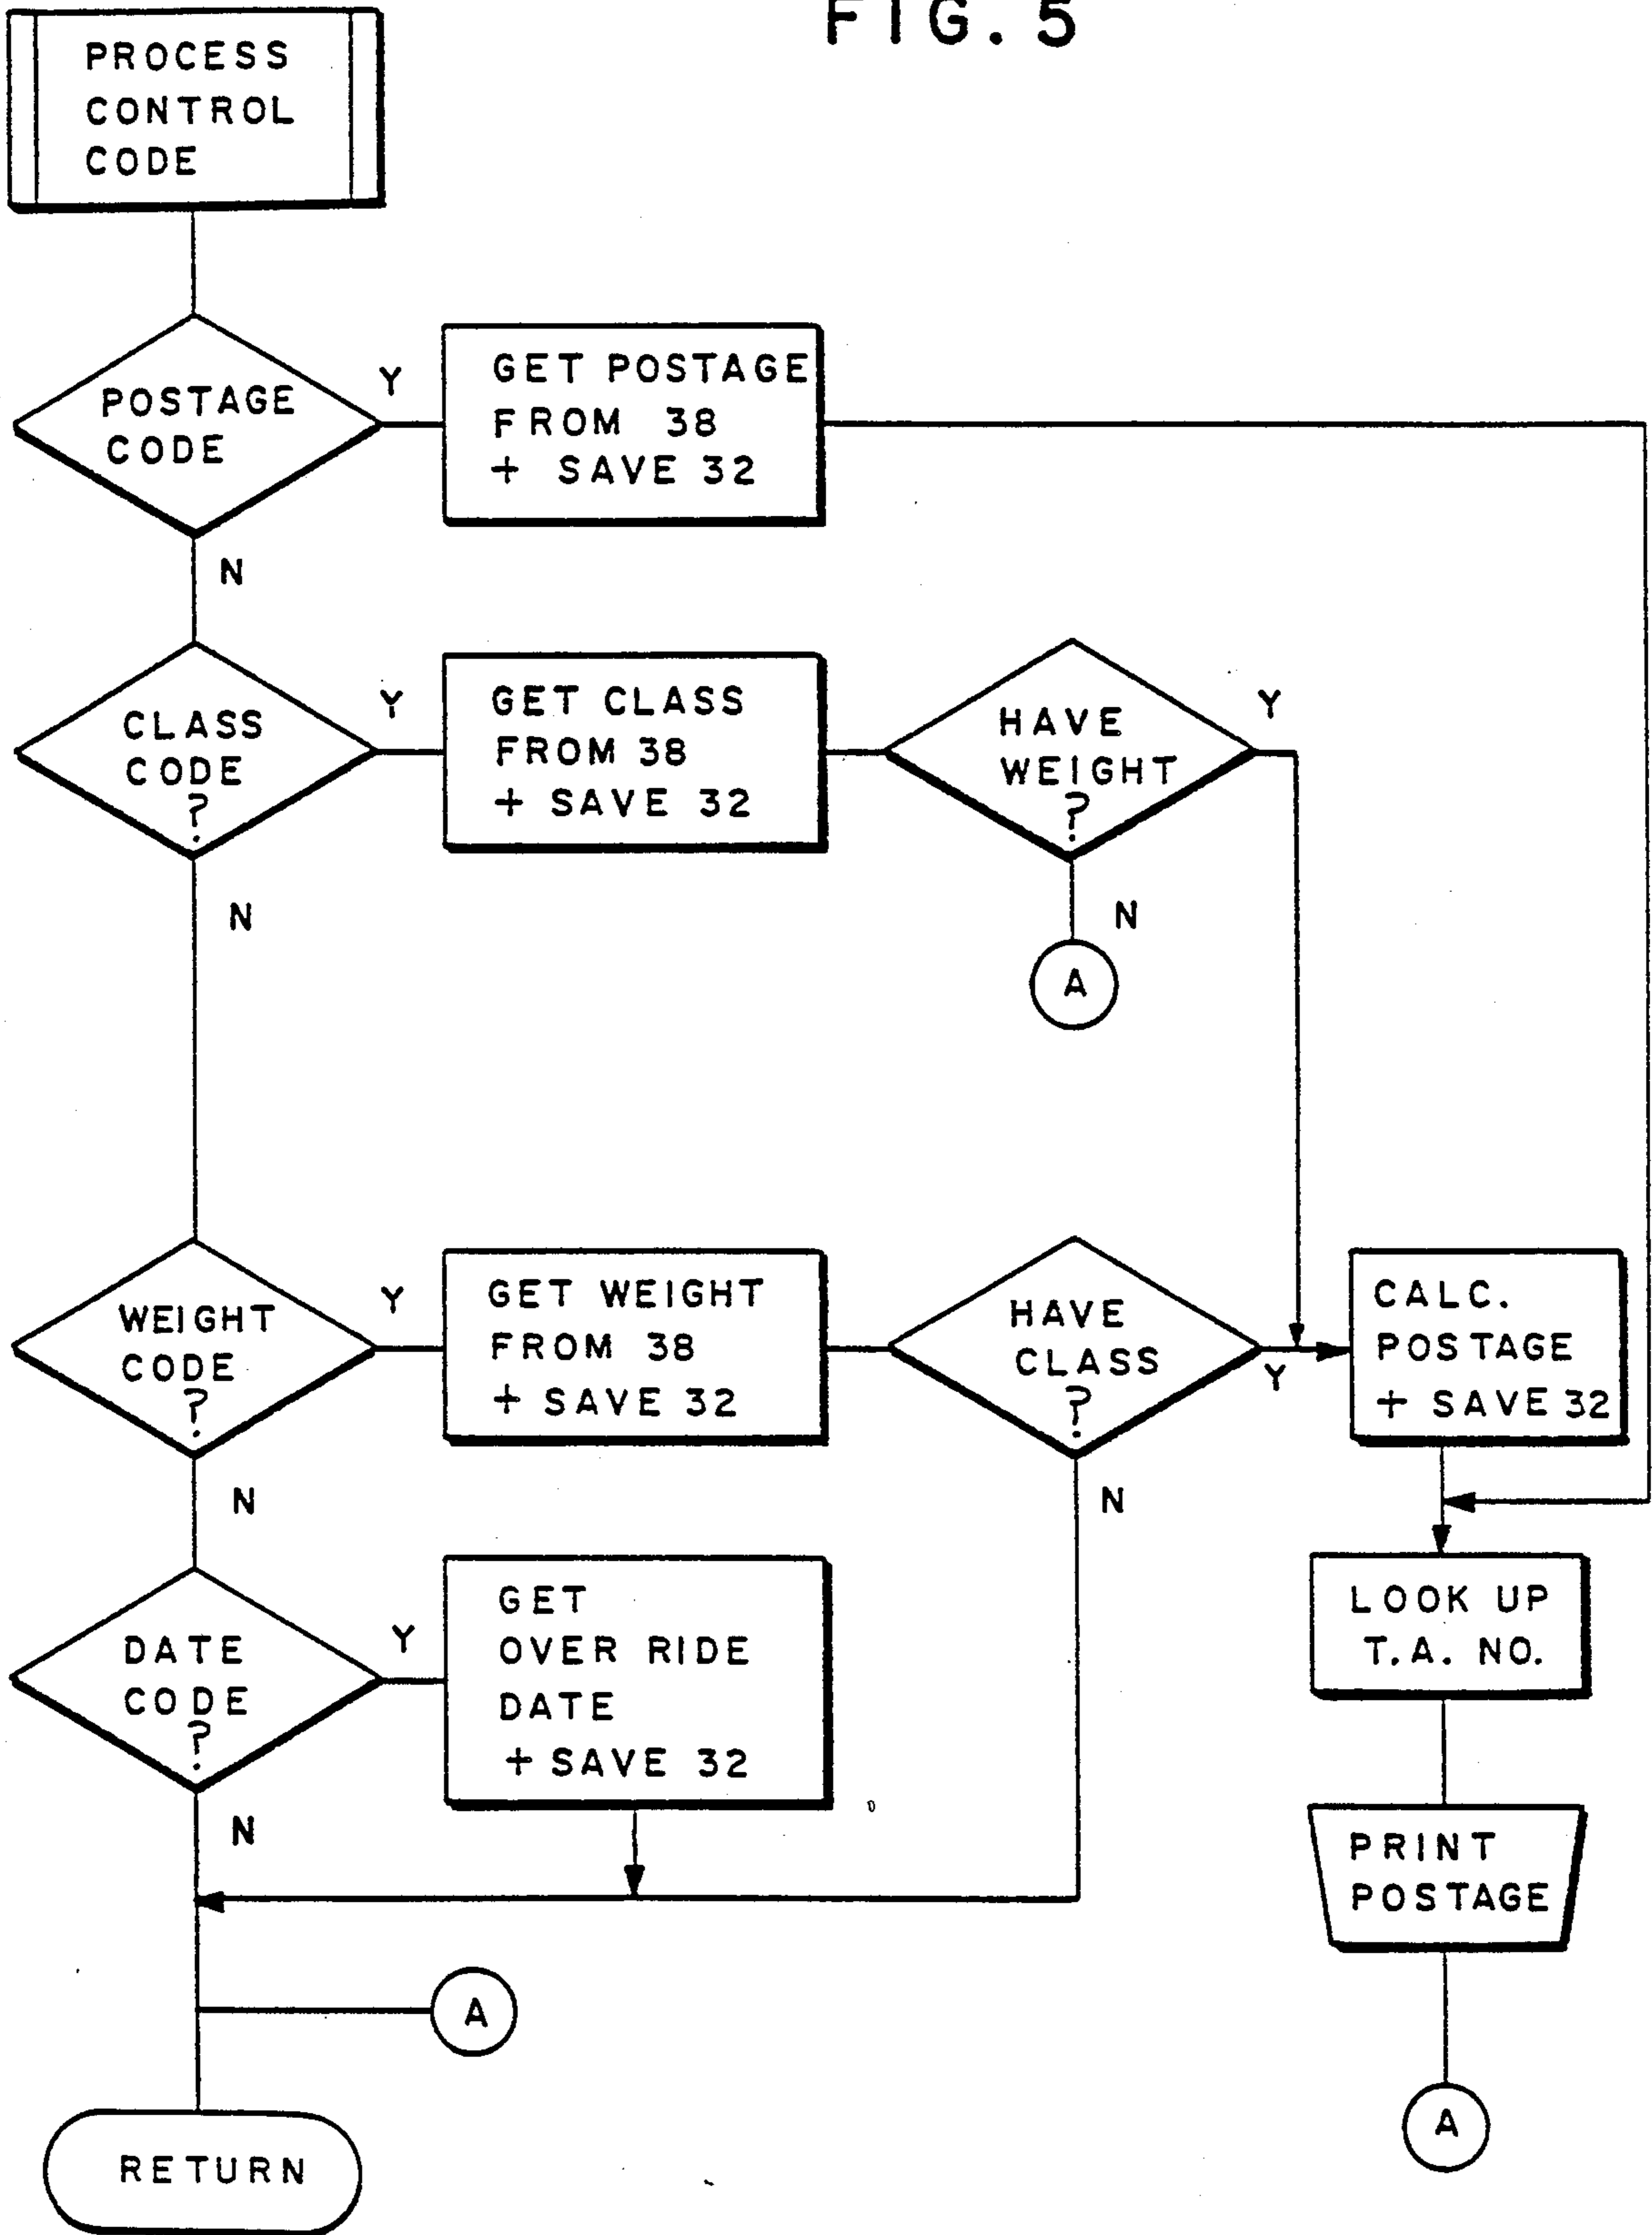 FIG. 5
PROCESS
CONTROL
CODE
POSTAGE
CODE
Y
GET POSTAGE
FROM 38
+ SAVE 32
N
CLASS
CODE
?
Y
GET CLASS
FROM 38
+ SAVE 32
HAVE
WEIGHT
?
Y
N
N
A
WEIGHT
CODE
?
Y
GET WEIGHT
FROM 38
+ SAVE 32
HAVE
CLASS
?
Y
CALC.
POSTAGE
+ SAVE 32
N
N
DATE
CODE
?
Y
GET
OVER RIDE
DATE
+ SAVE 32
LOOK UP
T.A. NO.
N
PRINT
POSTAGE
A
A
RETURN